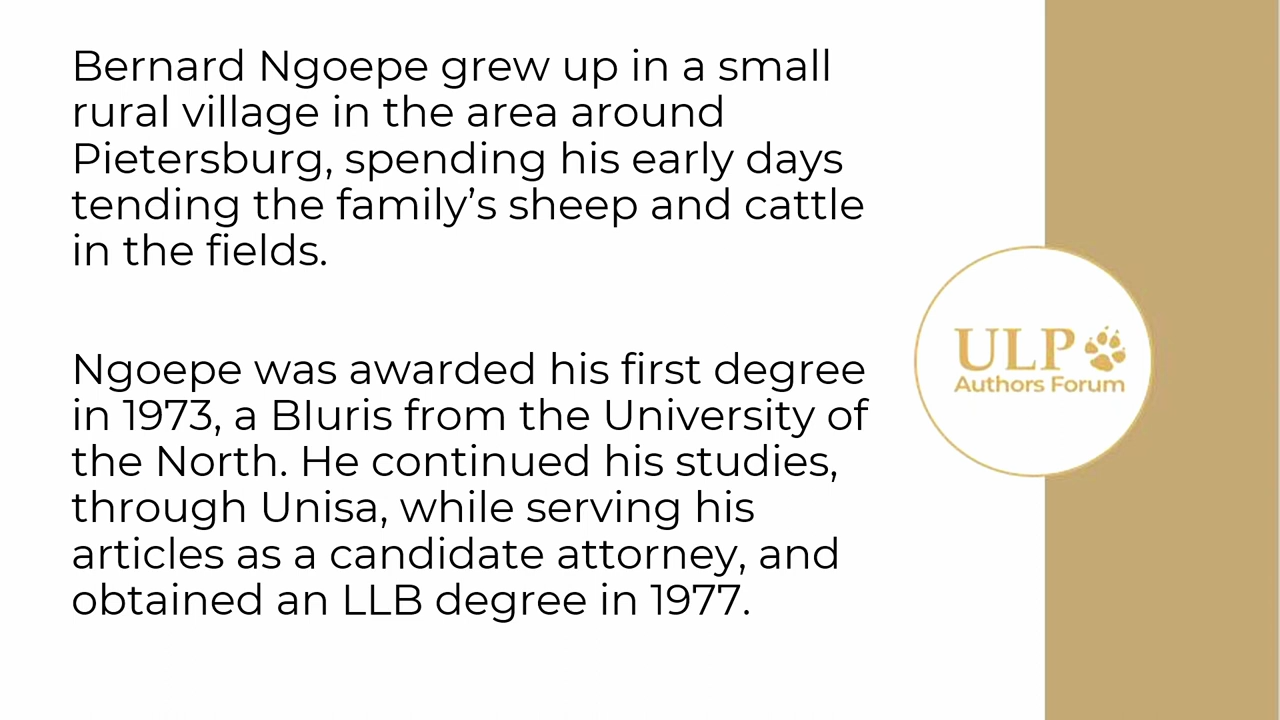 Bernard Ngoepe grew up in a small
rural village in the area around
Pietersburg, spending his early days
tending the family’s sheep and cattle
in the fields.
Ngoepe was awarded his first degree
in 1973, a BIuris from the University of
the North. He continued his studies,
through Unisa, while serving his
articles as a candidate attorney, and
obtained an LLB degree in 1977.
ULP
Authors Forum